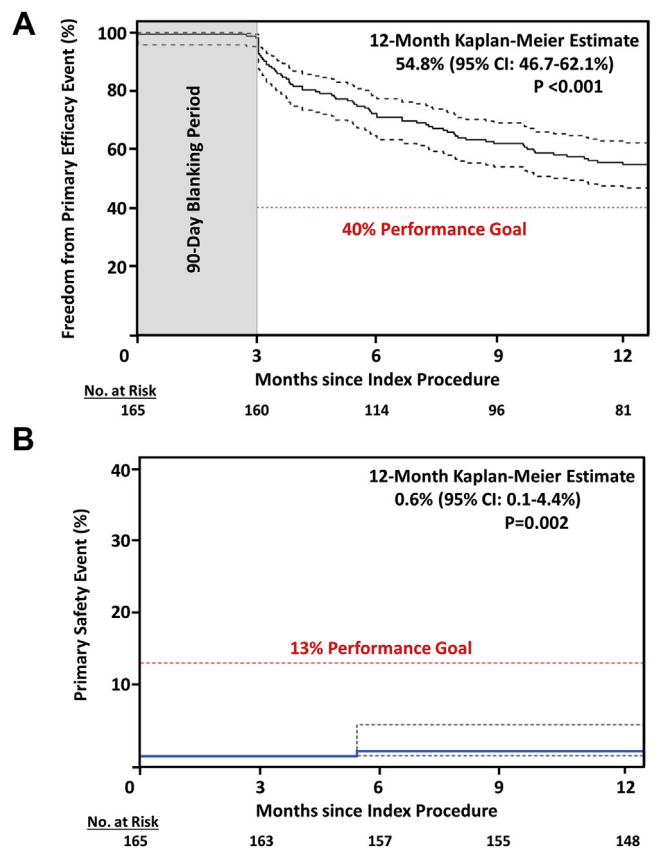 A
Freedom from Primary Efficacy Event (%)
100
80
60
40
20
90-Day Blanking Period
12-Month Kaplan-Meier Estimate
54.8% (95% CI: 46.7-62.1%)
P <0.001
40% Performance Goal
0 3 6 9 12
Months since Index Procedure
No. at Risk
165 160 114 96 81
B
Primary Safety Event (%)
40
30
20
10
12-Month Kaplan-Meier Estimate
0.6% (95% CI: 0.1-4.4%)
P=0.002
13% Performance Goal
0 3 6 9 12
Months since Index Procedure
No. at Risk
165 163 157 155 148